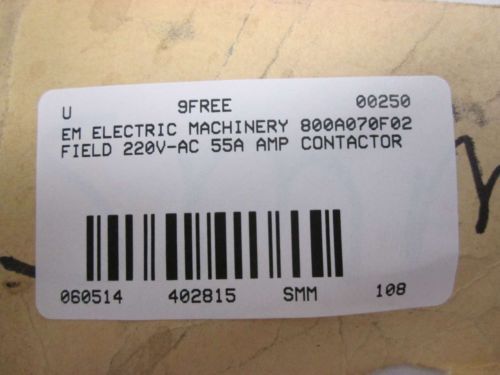 U 9FREE 00250
EM ELECTRIC MACHINERY 800A070F02
FIELD 220V-AC 55A AMP CONTACTOR
060514 402815 SMM 108